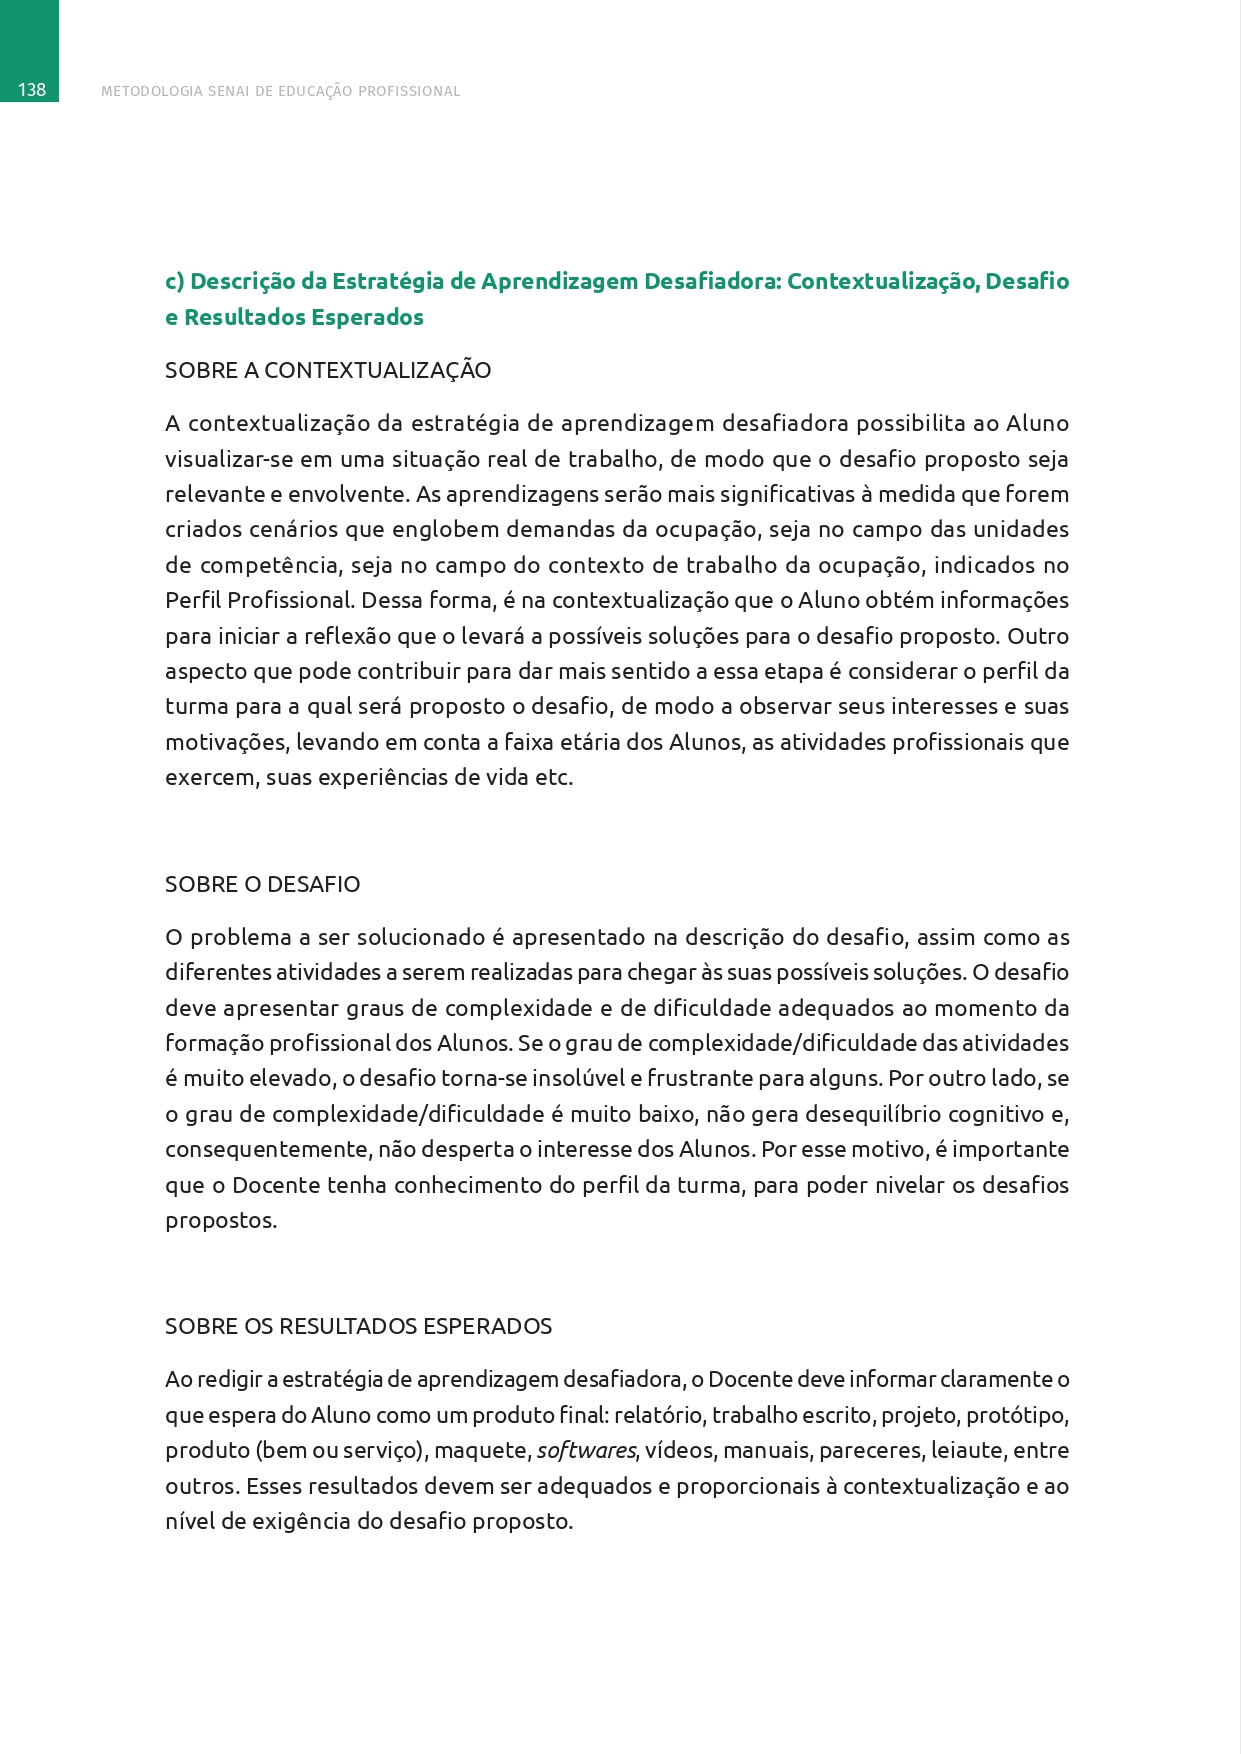 138
METODOLOGIA SENAI DE EDUCAÇÃO PROFISSIONAL
c) Descrição da Estratégia de Aprendizagem Desafiadora: Contextualização, Desafio
e Resultados Esperados
SOBRE A CONTEXTUALIZAÇÃO
A contextualização da estratégia de aprendizagem desafiadora possibilita ao Aluno
visualizar-se em uma situação real de trabalho, de modo que o desafio proposto seja
relevante e envolvente. As aprendizagens serão mais significativas à medida que forem
criados cenários que englobem demandas da ocupação, seja no campo das unidades
de competência, seja no campo do contexto de trabalho da ocupação, indicados no
Perfil Profissional. Dessa forma, é na contextualização que o Aluno obtém informações
para iniciar a reflexão que o levará a possíveis soluções para o desafio proposto. Outro
aspecto que pode contribuir para dar mais sentido a essa etapa é considerar o perfil da
turma para a qual será proposto o desafio, de modo a observar seus interesses e suas
motivações, levando em conta a faixa etária dos Alunos, as atividades profissionais que
exercem, suas experiências de vida etc.
SOBRE O DESAFIO
O problema a ser solucionado é apresentado na descrição do desafio, assim como as
diferentes atividades a serem realizadas para chegar às suas possíveis soluções. O desafio
deve apresentar graus de complexidade e de dificuldade adequados ao momento da
formação profissional dos Alunos. Se o grau de complexidade/dificuldade das atividades
é muito elevado, o desafio torna-se insolúvel e frustrante para alguns. Por outro lado, se
o grau de complexidade/dificuldade é muito baixo, não gera desequilíbrio cognitivo e,
consequentemente, não desperta o interesse dos Alunos. Por esse motivo, é importante
que o Docente tenha conhecimento do perfil da turma, para poder nivelar os desafios
propostos.
SOBRE OS RESULTADOS ESPERADOS
Ao redigir a estratégia de aprendizagem desafiadora, o Docente deve informar claramente o
que espera do Aluno como um produto final: relatório, trabalho escrito, projeto, protótipo,
produto (bem ou serviço), maquete, softwares, vídeos, manuais, pareceres, leiaute, entre
outros. Esses resultados devem ser adequados e proporcionais à contextualização e ao
nível de exigência do desafio proposto.